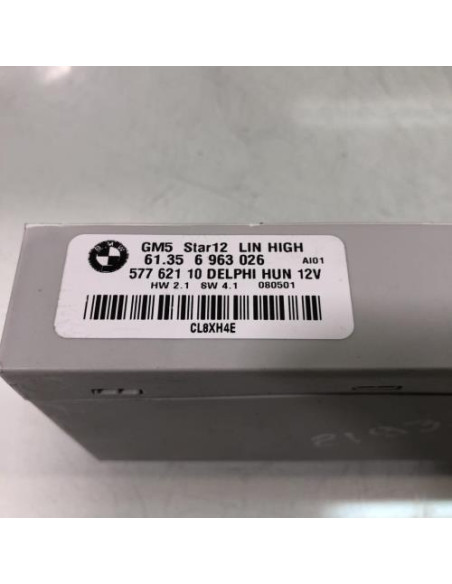 BMW
GM5 Star12 LIN HIGH
61.35 6 963 026 AI01
577 621 10 DELPHI HUN 12V
HW 2.1 SW 4.1 080501
CL8XH4E